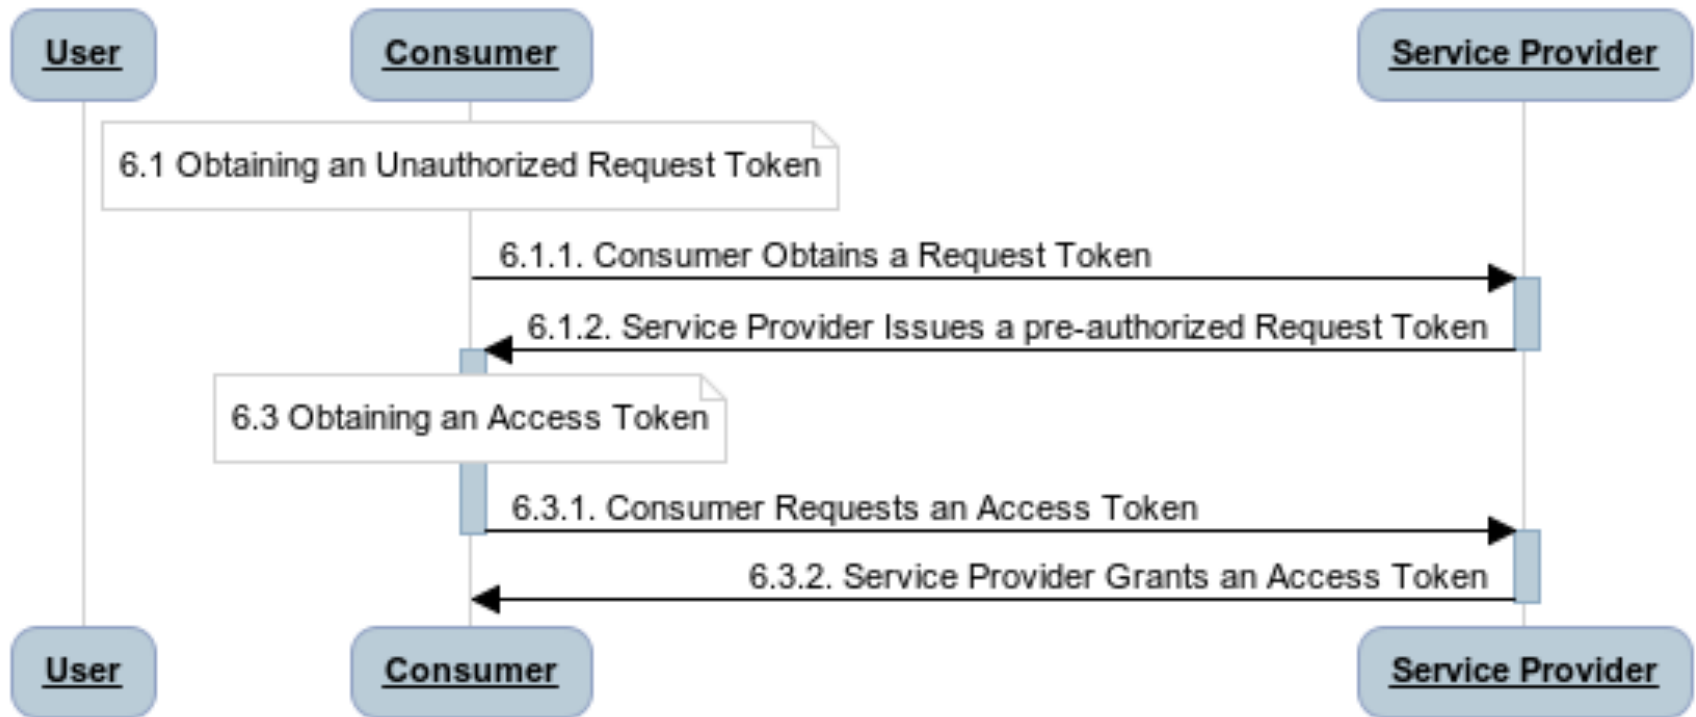 User
Consumer
Service Provider
6.1 Obtaining an Unauthorized Request Token
6.1.1. Consumer Obtains a Request Token
6.1.2. Service Provider Issues a pre-authorized Request Token
6.3 Obtaining an Access Token
6.3.1. Consumer Requests an Access Token
6.3.2. Service Provider Grants an Access Token
User
Consumer
Service Provider